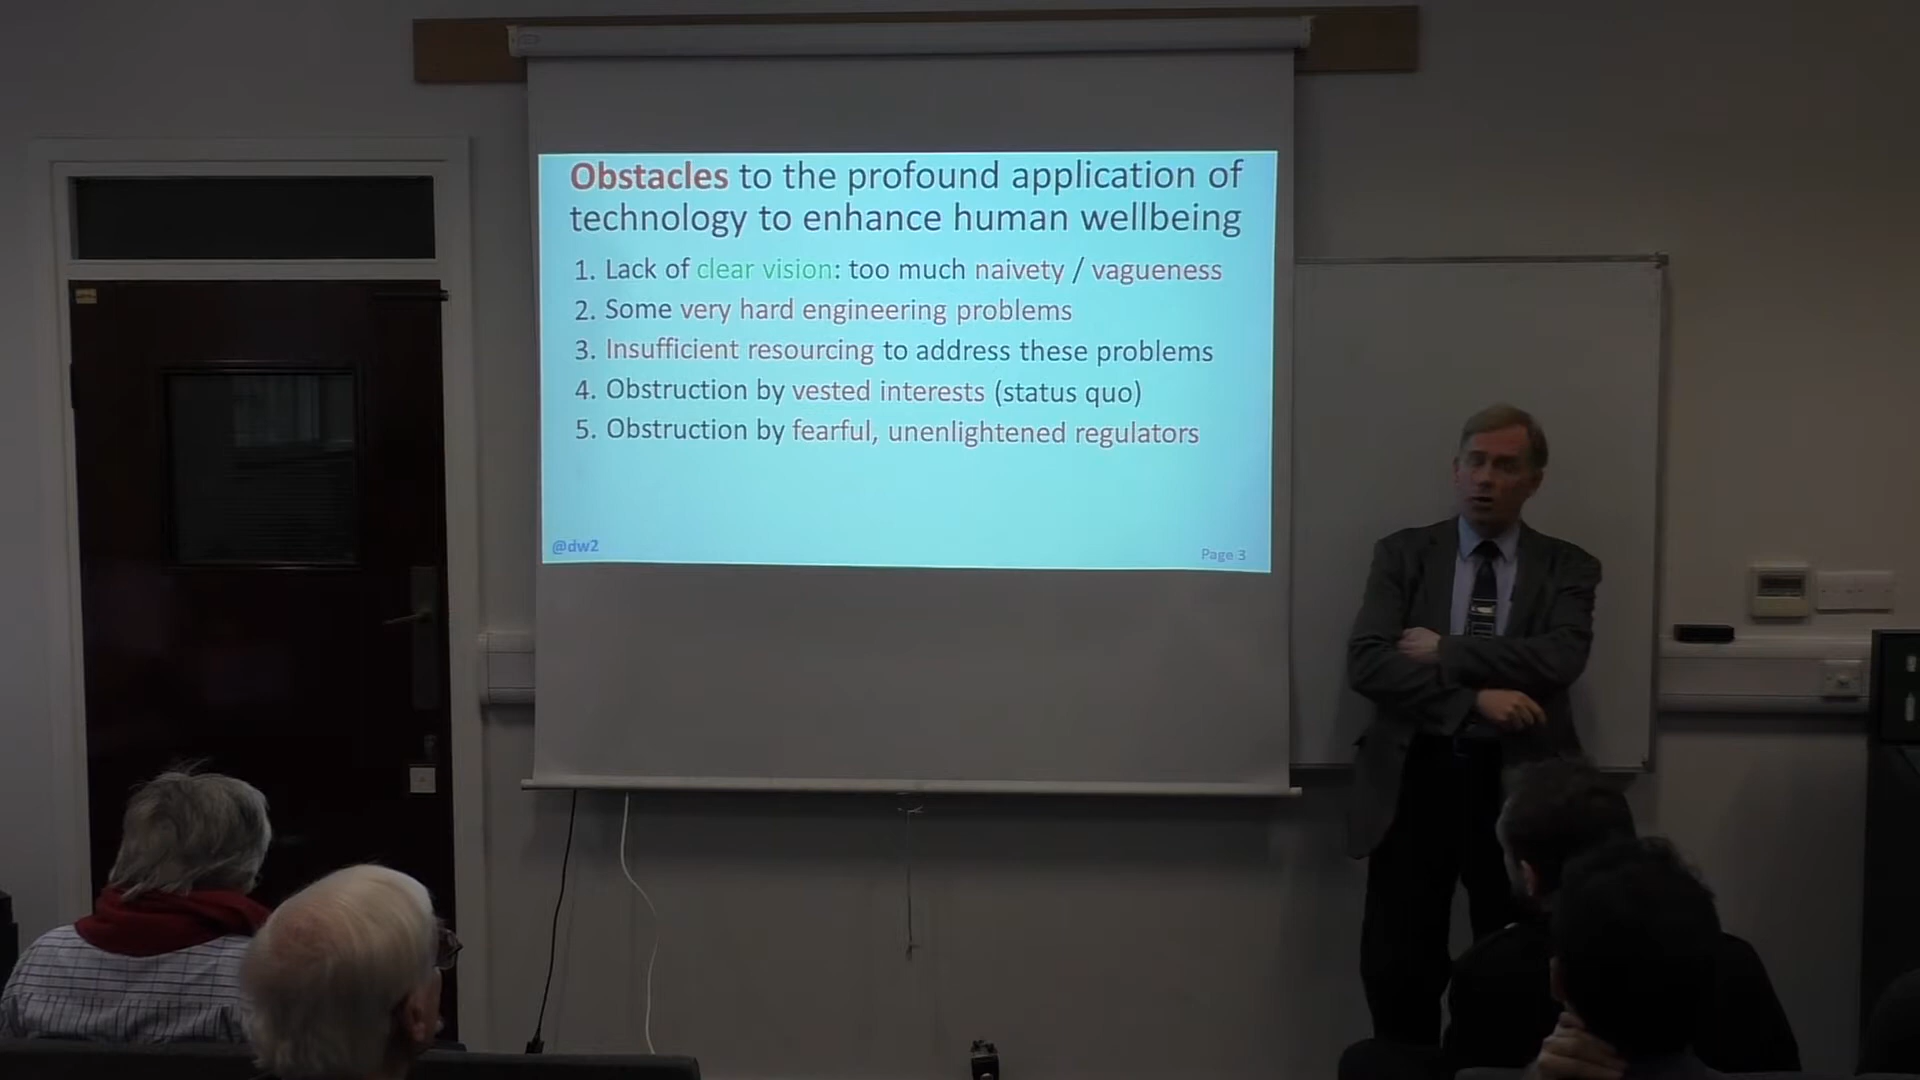 Obstacles to the profound application of
technology to enhance human wellbeing
1. Lack of clear vision: too much naivety / vagueness
2. Some very hard engineering problems
3. Insufficient resourcing to address these problems
4. Obstruction by vested interests (status quo)
5. Obstruction by fearful, unenlightened regulators
@dw2
Page 3